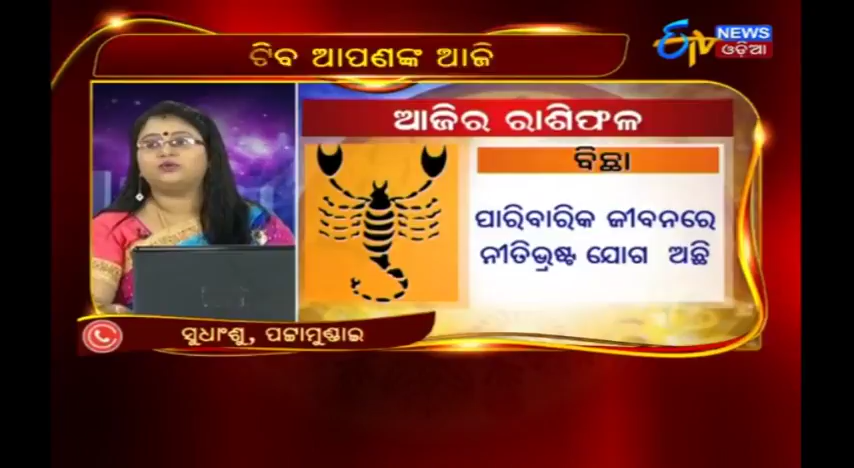 ଟିବ ଆପଣଙ୍କ ଆଜି
ETV NEWS
ଓଡ଼ିଆ
ଆଜିର ରାଶିଫଳ
ବିଛା
ପାରିବାରିକ ଜୀବନରେ
ନୀତିଭ୍ରଷ୍ଟ ଯୋଗ ଅଛି
ସୁଧାଂଶୁ, ପଟ୍ଟାମୁଣ୍ଡାଇ